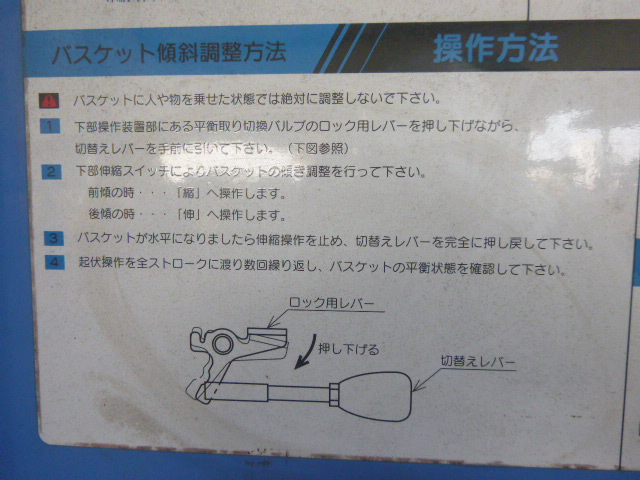 バスケット傾斜調整方法
操作方法
バスケットに人や物を乗せた状態では絶対に調整しないで下さい。
1 下部操作装置部にある平衡取り切換バルブのロック用レバーを押し下げながら、
切替えレバーを手前に引いて下さい。（下図参照）
2 下部伸縮スイッチによりバスケットの傾き調整を行って下さい。
前傾の時・・・「縮」へ操作します。
後傾の時・・・「伸」へ操作します。
3 バスケットが水平になりましたら伸縮操作を止め、切替えレバーを完全に押し戻して下さい。
4 起伏操作を全ストロークに渡り数回繰り返し、バスケットの平衡状態を確認して下さい。
ロック用レバー
押し下げる
切替えレバー